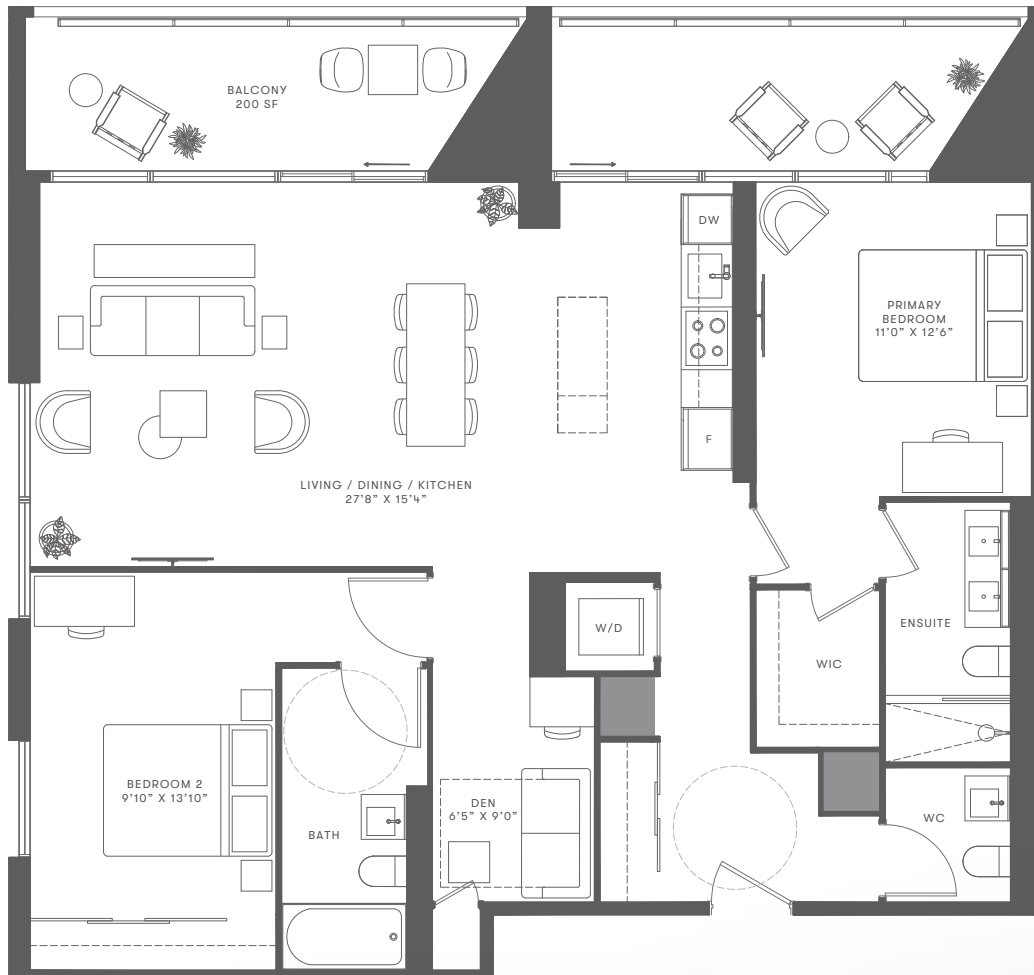 BALCONY
200 SF
DW
PRIMARY
BEDROOM
11'0" X 12'6"
F
LIVING / DINING / KITCHEN
27'8" X 15'4"
W/D
ENSUITE
WIC
BEDROOM 2
9'10" X 13'10"
DEN
6'5" X 9'0"
BATH
WC